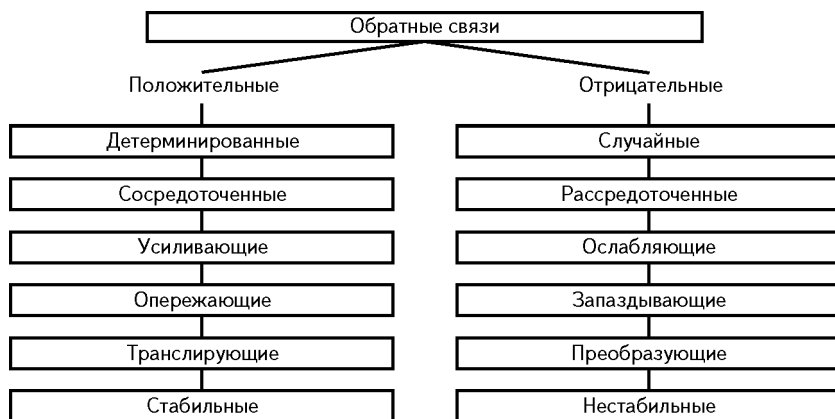 Обратные связи
Положительные
Отрицательные
Детерминированные
Случайные
Сосредоточенные
Рассредоточенные
Усиливающие
Ослабляющие
Опережающие
Запаздывающие
Транслирующие
Преобразующие
Стабильные
Нестабильные